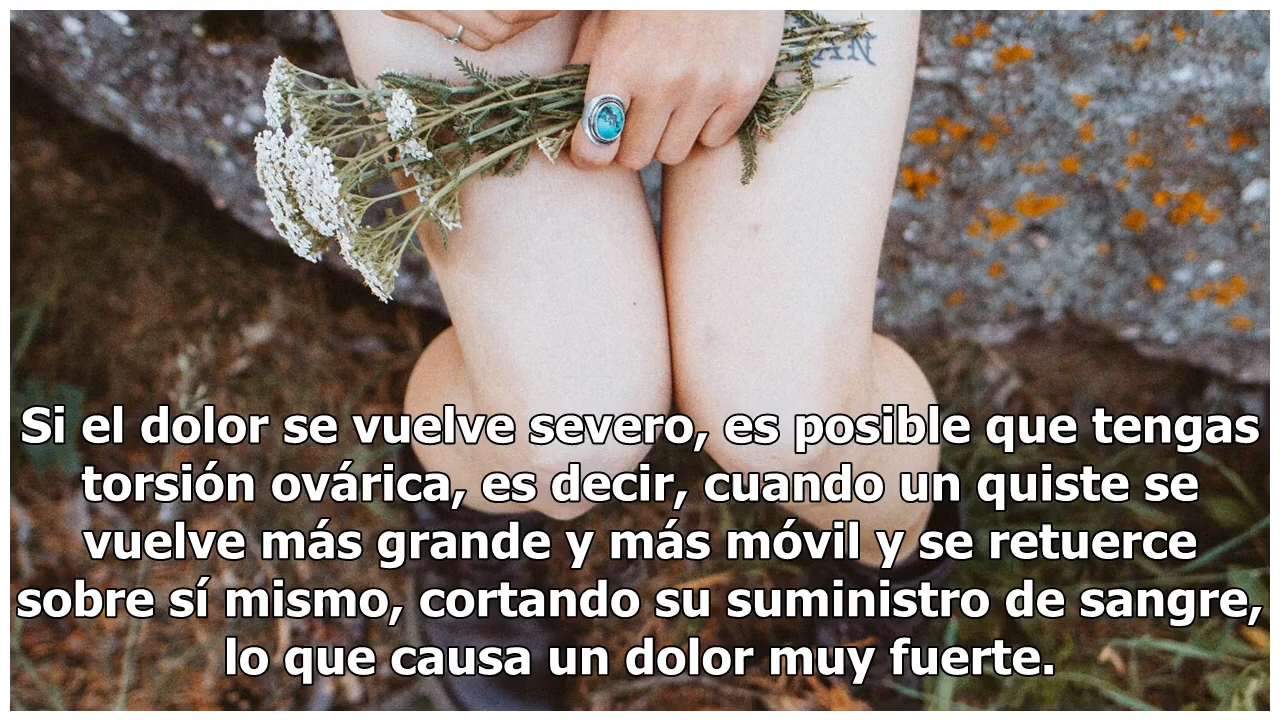 Si el dolor se vuelve severo, es posible que tengas
torsión ovárica, es decir, cuando un quiste se
vuelve más grande y más móvil y se retuerce
sobre sí mismo, cortando su suministro de sangre,
lo que causa un dolor muy fuerte.